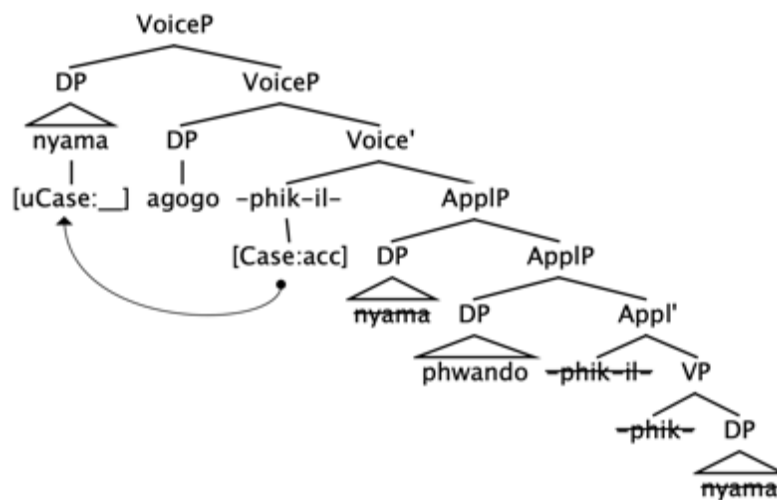 VoiceP
DP VoiceP
nyama DP Voice'
[uCase:__] agogo -phik-il- ApplP
[Case:acc] DP ApplP
nyama DP Appl'
phwando -phik-il- VP
-phik- DP
nyama